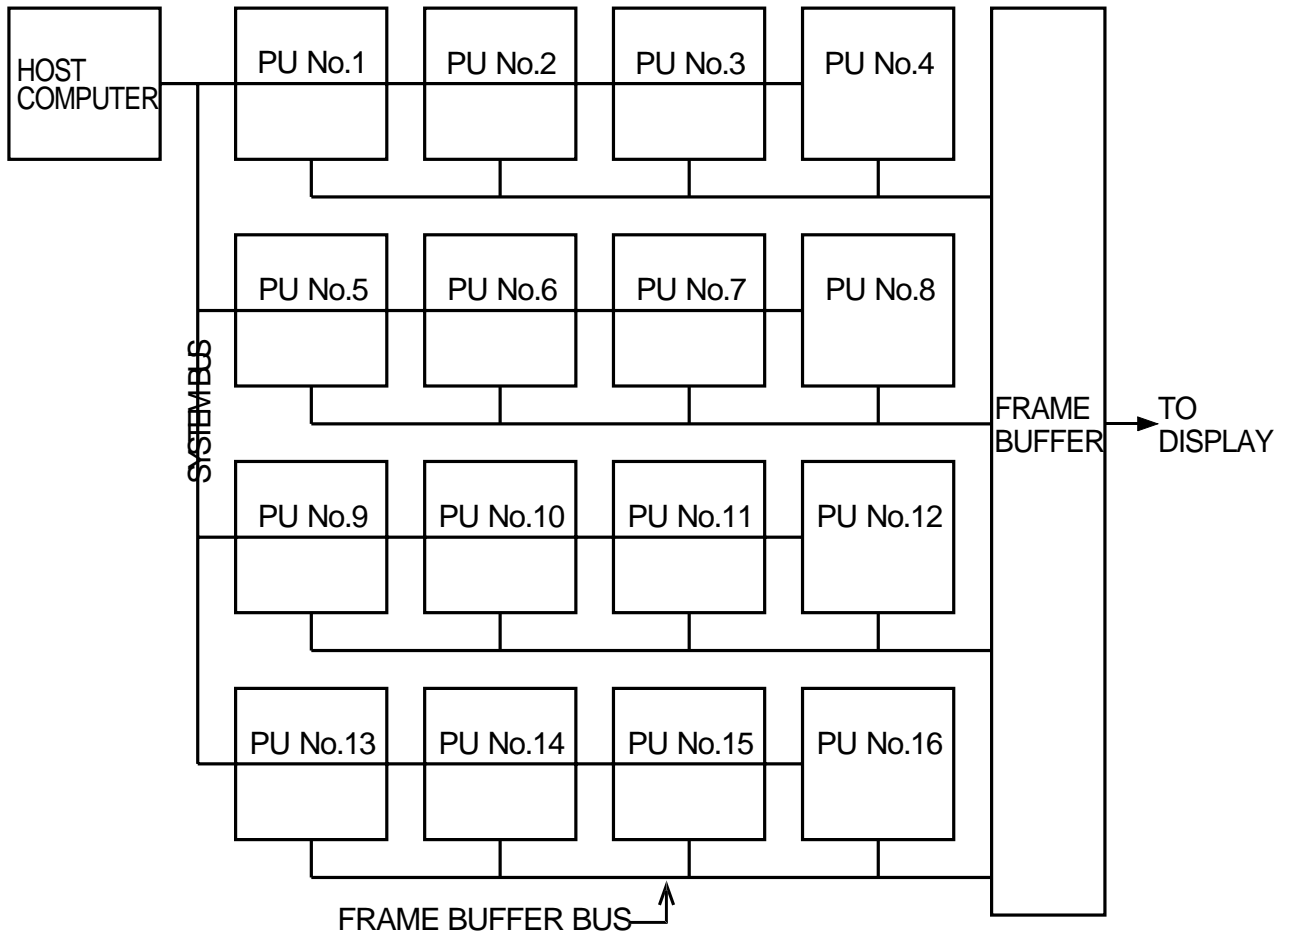 HOST
COMPUTER
PU No.1
PU No.2
PU No.3
PU No.4
PU No.5
PU No.6
PU No.7
PU No.8
SYSTEM BUS
FRAME
BUFFER
TO
DISPLAY
PU No.9
PU No.10
PU No.11
PU No.12
PU No.13
PU No.14
PU No.15
PU No.16
FRAME BUFFER BUS